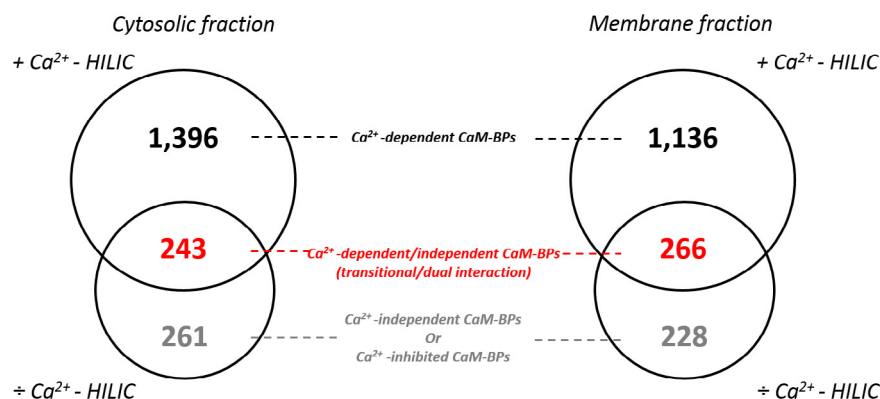 Cytosolic fraction
Membrane fraction
+ Ca²⁺ - HILIC
+ Ca²⁺ - HILIC
1,396
Ca²⁺ -dependent CaM-BPs
1,136
243
Ca²⁺ -dependent/independent CaM-BPs
(transitional/dual interaction)
266
261
Ca²⁺ -independent CaM-BPs
Or
Ca²⁺ -inhibited CaM-BPs
228
÷ Ca²⁺ - HILIC
÷ Ca²⁺ - HILIC